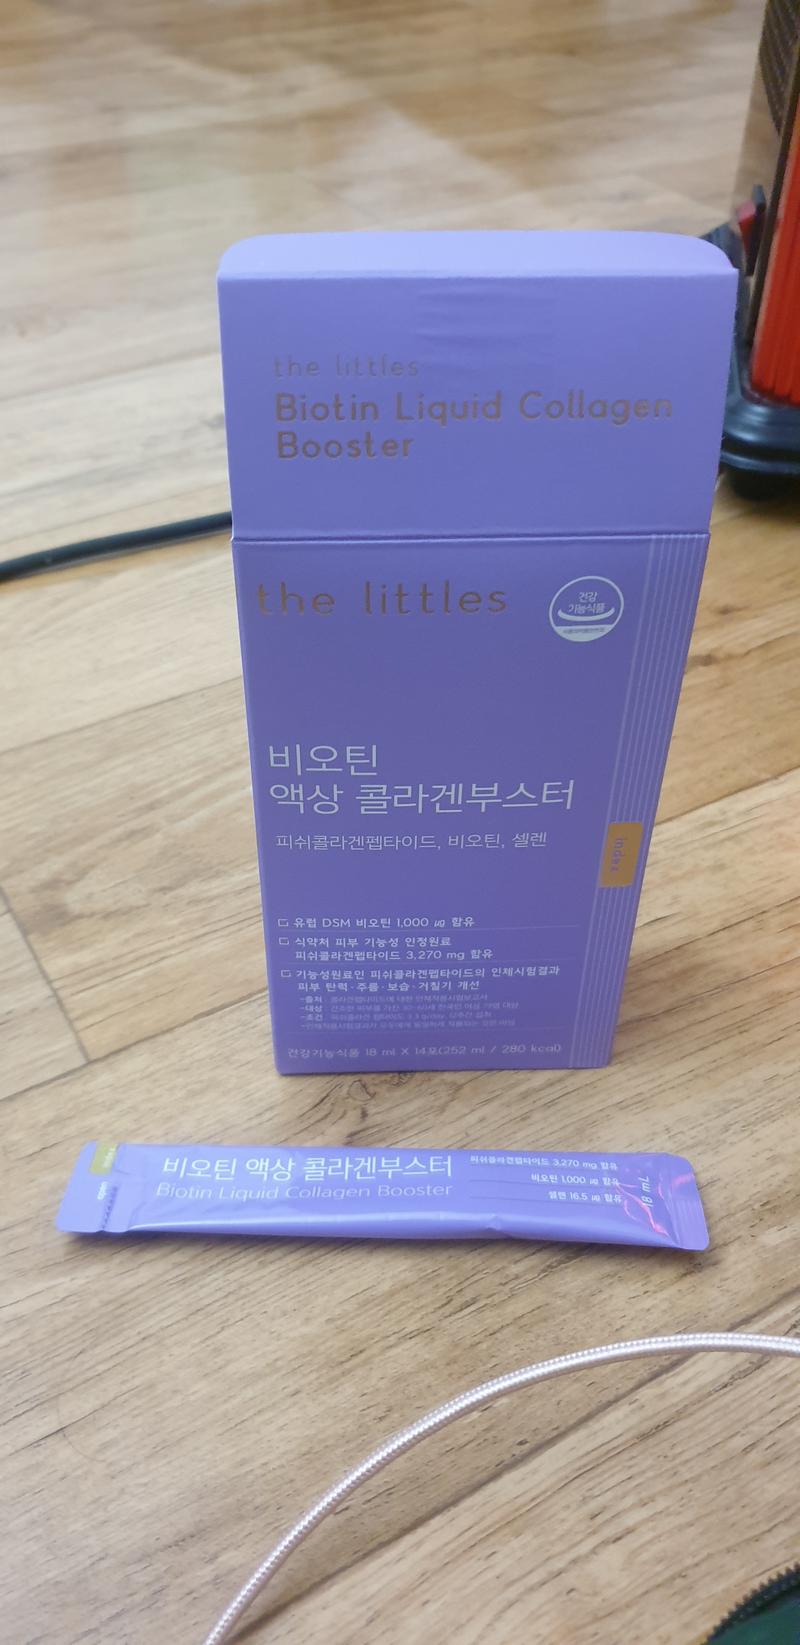 the littles
Biotin Liquid Collagen
Booster
the littles
건강
기능식품
비오틴
액상 콜라겐부스터
피쉬콜라겐펩타이드, 비오틴, 셀렌
index
유럽 DSM 비오틴 1,000 ㎍ 함유
식약처 피부 기능성 인정원료
피쉬콜라겐펩타이드 3,270 mg 함유
기능성원료인 피쉬콜라겐펩타이드의 인체시험결과
피부 탄력·주름·보습·거칠기 개선
-출처
-대상
-조건
건강기능식품 18 ml X 14포(252 ml / 280 kcal)
비오틴 액상 콜라겐부스터
Biotin Liquid Collagen Booster
피쉬콜라겐펩타이드 3,270 mg 함유
비오틴 1,000 ㎍ 함유
셀렌 16.5 ㎍ 함유
18 mL